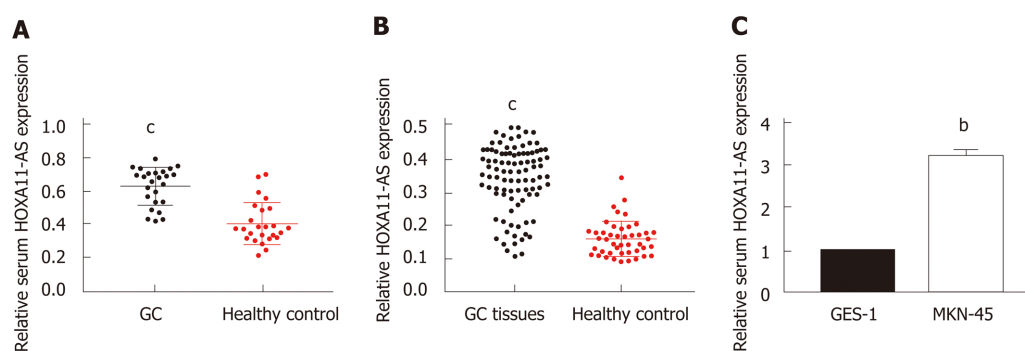 A
Relative serum HOXA11-AS expression
1.0
0.8
0.6
0.4
0.2
0.0
c
GC
Healthy control
B
Relative HOXA11-AS expression
0.5
0.4
0.3
0.2
0.1
0.0
c
GC tissues
Healthy control
C
Relative serum HOXA11-AS expression
4
3
2
1
0
b
GES-1
MKN-45